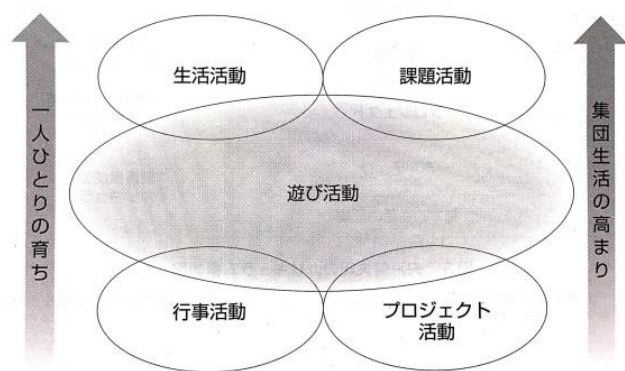 生活活動
課題活動
一人ひとりの育ち
遊び活動
集団生活の高まり
行事活動
プロジェクト
活動